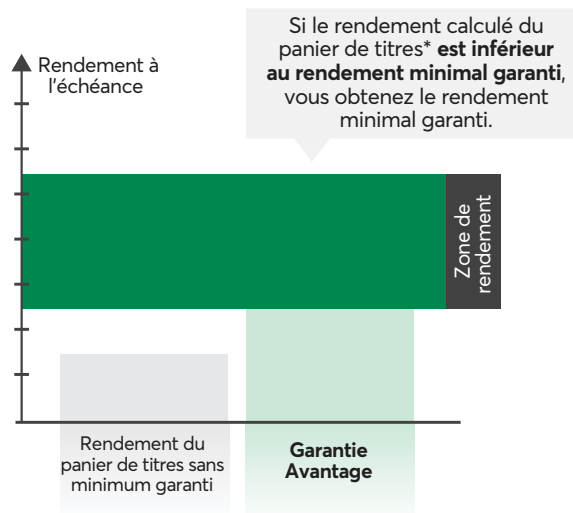 Si le rendement calculé du
panier de titres* est inférieur
au rendement minimal garanti,
vous obtenez le rendement
minimal garanti.
Rendement à
l'échéance
Zone de
rendement
Rendement du
panier de titres sans
minimum garanti
Garantie
Avantage